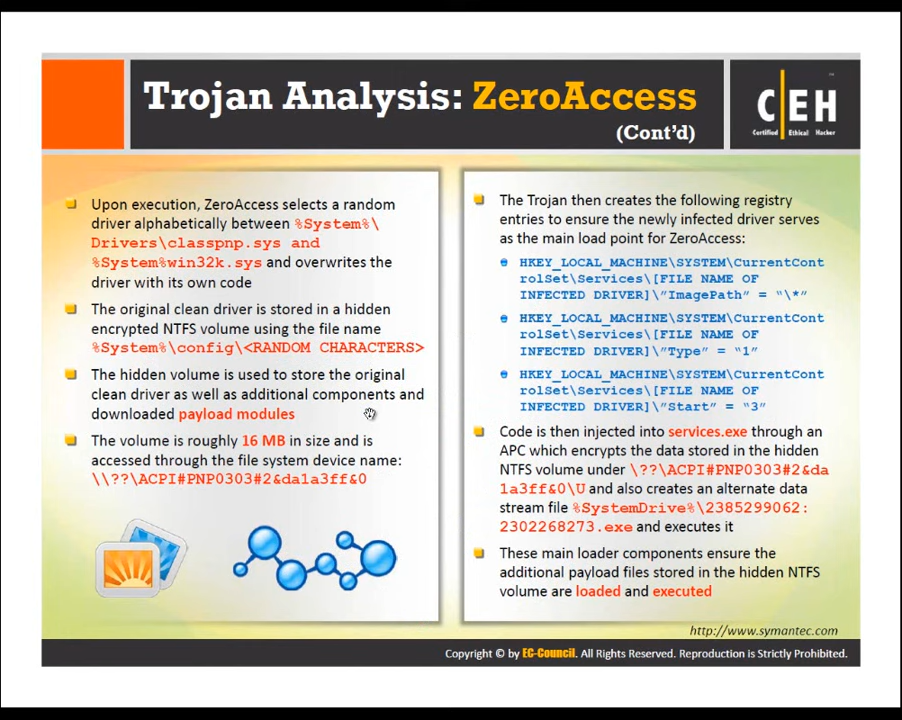 Trojan Analysis: ZeroAccess
(Cont'd)
C|EH
Certified Ethical Hacker
Upon execution, ZeroAccess selects a random
driver alphabetically between %System%\
Drivers\classpnp.sys and
%System%win32k.sys and overwrites the
driver with its own code
The original clean driver is stored in a hidden
encrypted NTFS volume using the file name
%System%\config\<RANDOM CHARACTERS>
The hidden volume is used to store the original
clean driver as well as additional components and
downloaded payload modules
The volume is roughly 16 MB in size and is
accessed through the file system device name:
\\??\ACPI#PNP0303#2&da1a3ff&0
The Trojan then creates the following registry
entries to ensure the newly infected driver serves
as the main load point for ZeroAccess:
HKEY_LOCAL_MACHINE\SYSTEM\CurrentCont
rolSet\Services\[FILE NAME OF
INFECTED DRIVER]\"ImagePath" = "\*"
HKEY_LOCAL_MACHINE\SYSTEM\CurrentCont
rolSet\Services\[FILE NAME OF
INFECTED DRIVER]\"Type" = "1"
HKEY_LOCAL_MACHINE\SYSTEM\CurrentCont
rolSet\Services\[FILE NAME OF
INFECTED DRIVER]\"Start" = "3"
Code is then injected into services.exe through an
APC which encrypts the data stored in the hidden
NTFS volume under \??\ACPI#PNP0303#2&da
1a3ff&0\U and also creates an alternate data
stream file %SystemDrive%\2385299062:
2302268273.exe and executes it
These main loader components ensure the
additional payload files stored in the hidden NTFS
volume are loaded and executed
http://www.symantec.com
Copyright © by EC-Council. All Rights Reserved. Reproduction is Strictly Prohibited.